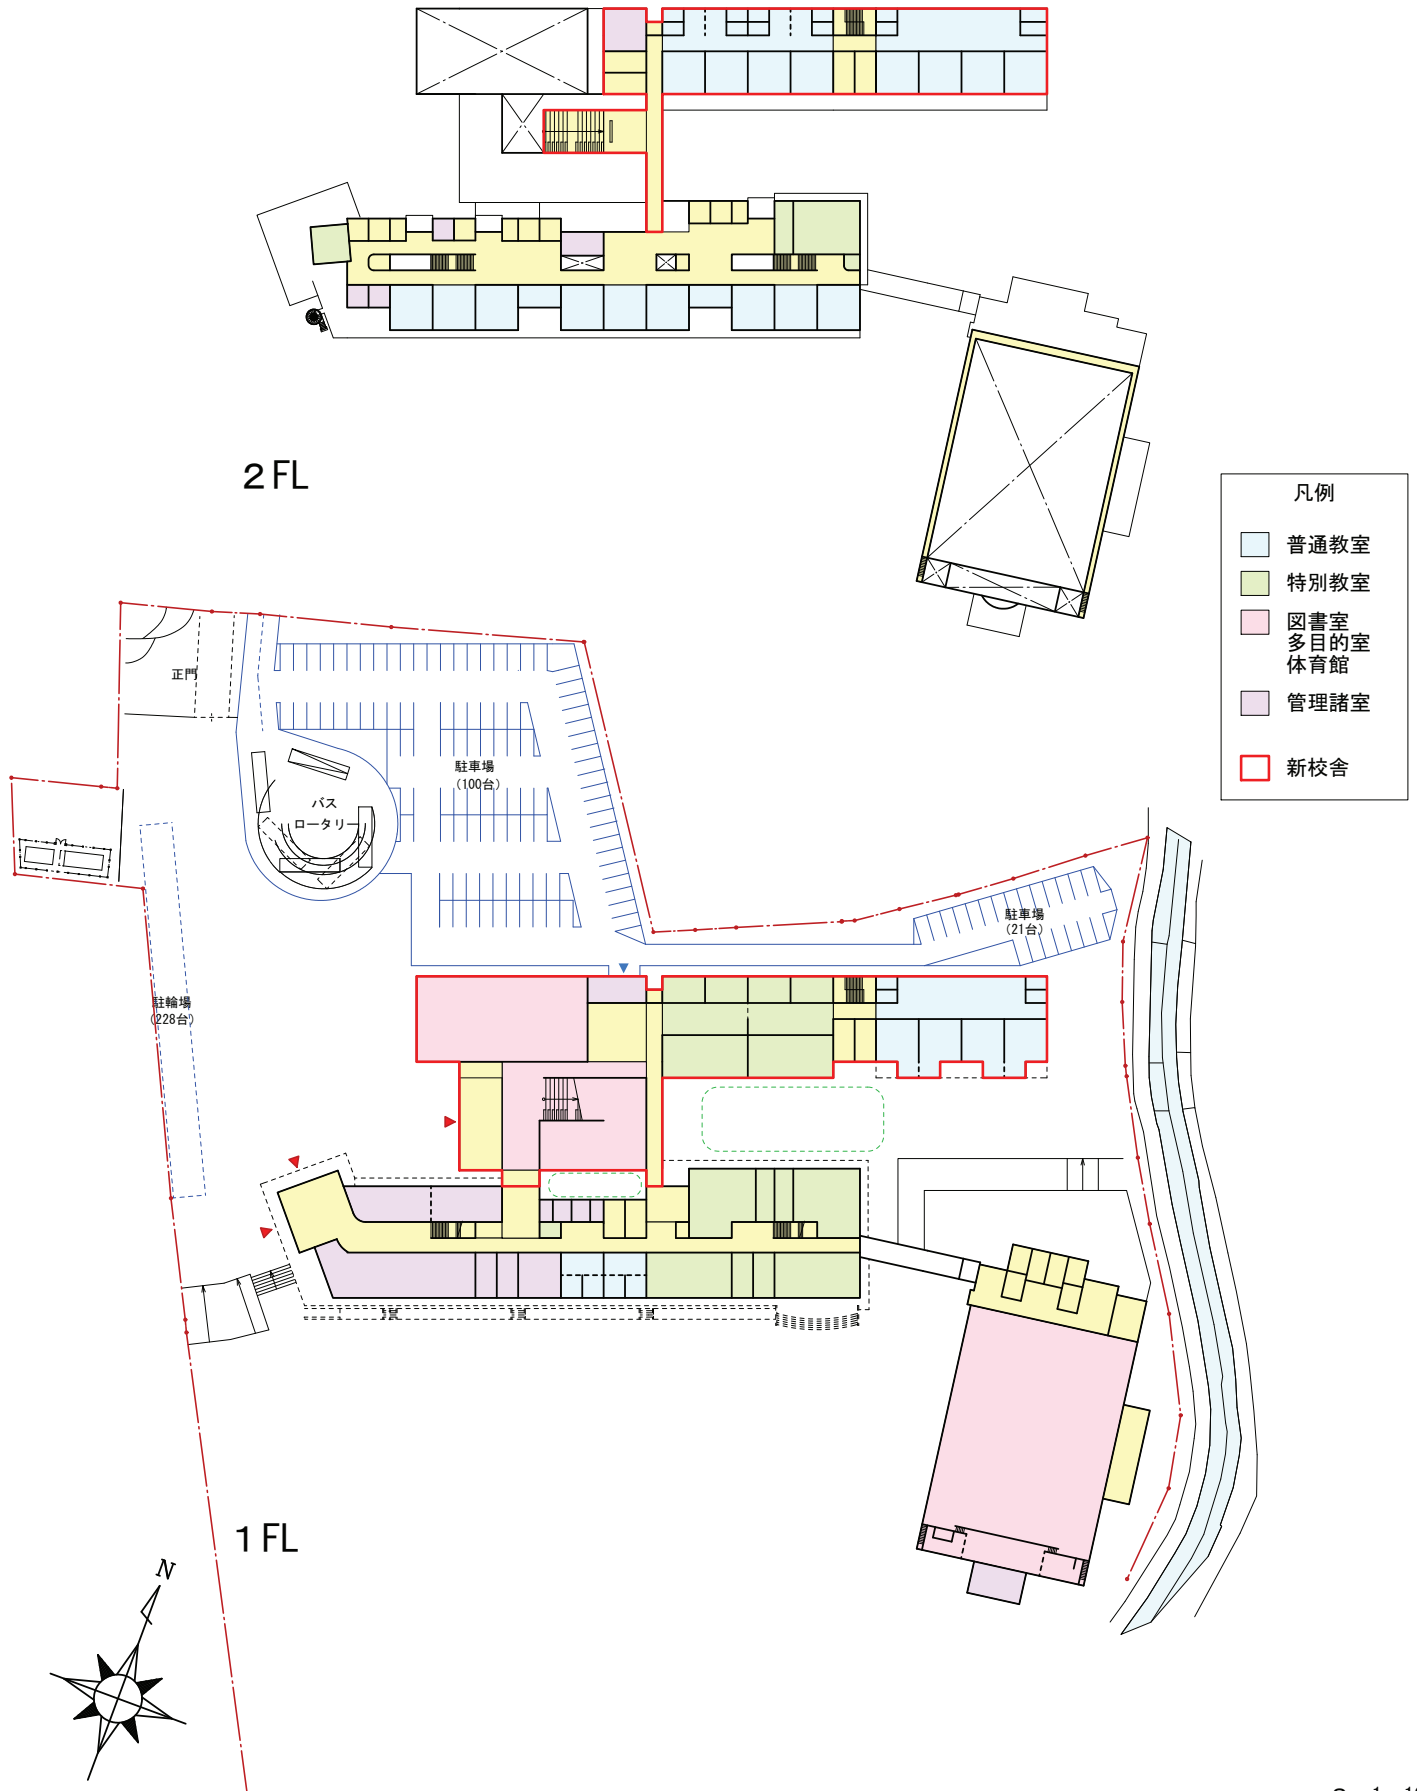 2FL
凡例
普通教室
特別教室
図書室
多目的室
体育館
管理諸室
新校舎
正門
駐車場
(100台)
バス
ロータリー
駐車場
(21台)
駐輪場
(228台)
1FL
N